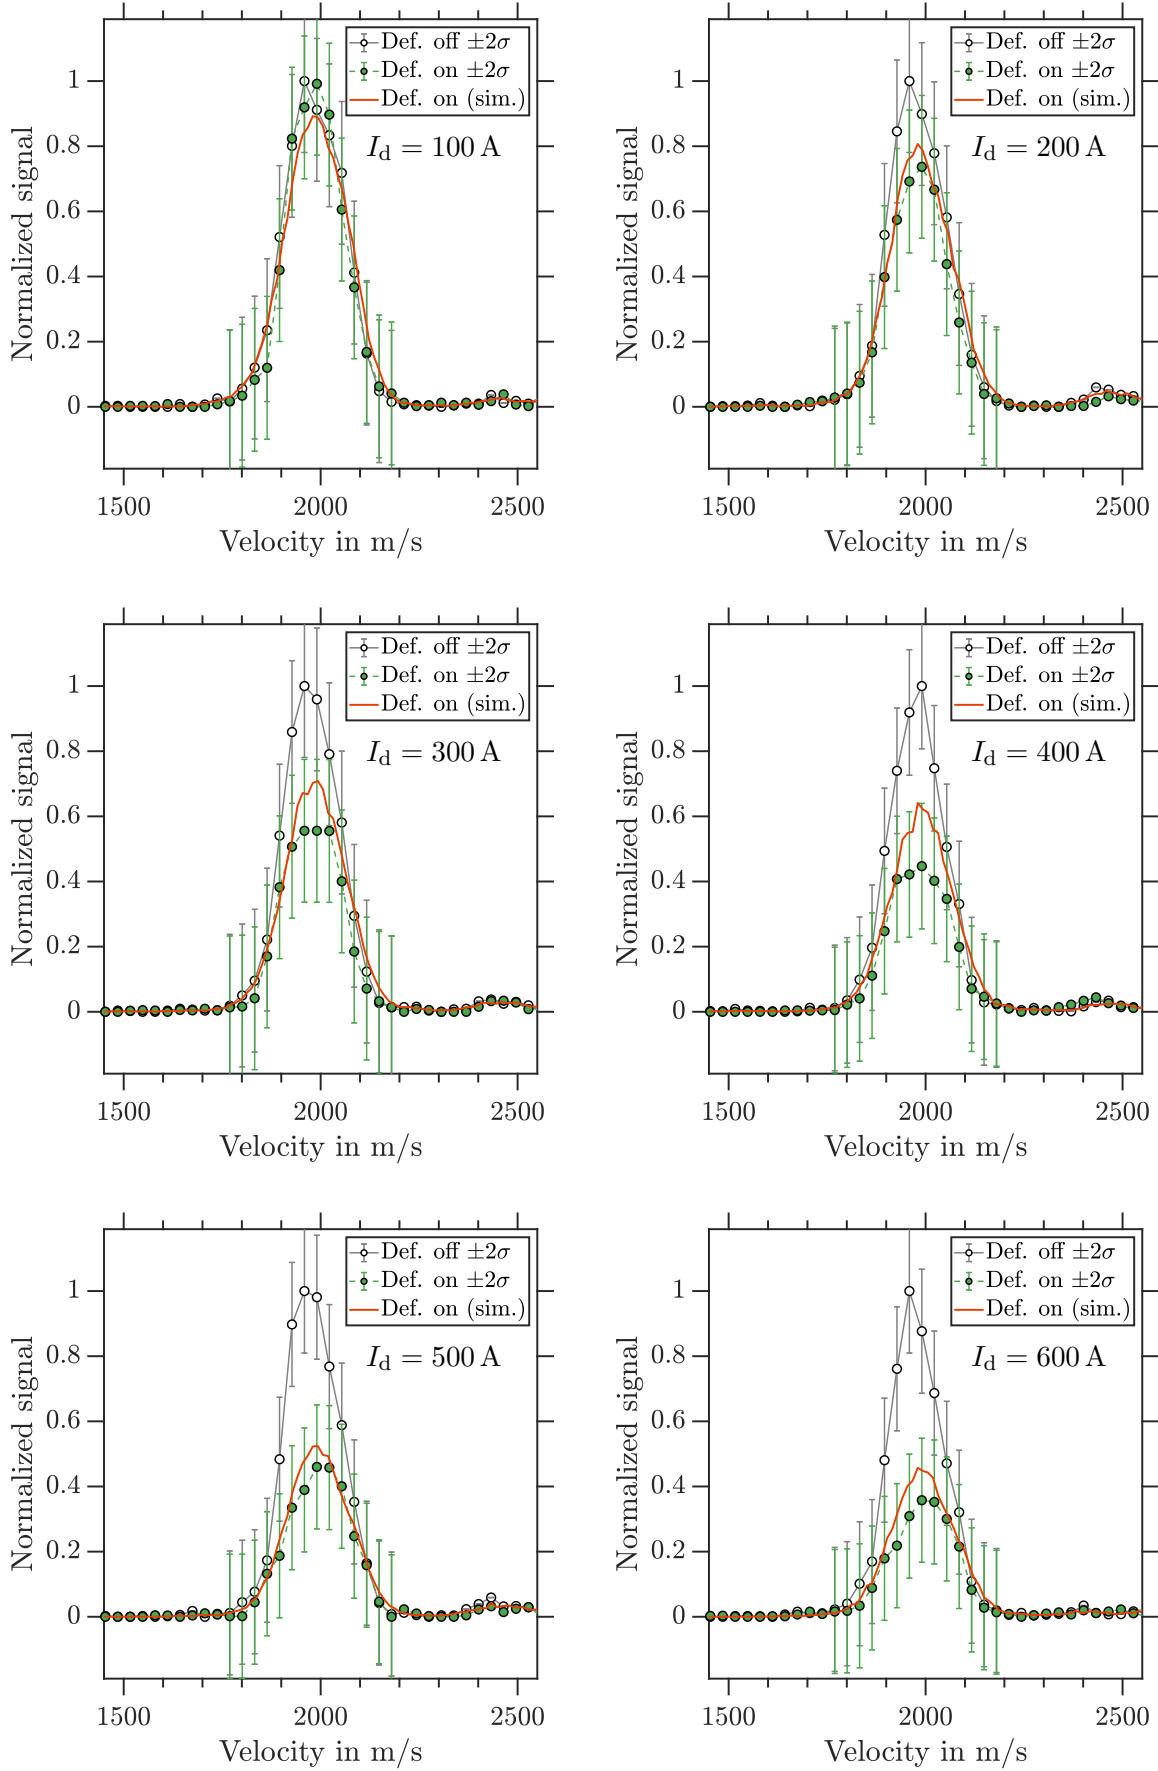 Def. off ±2σ
Def. on ±2σ
Def. on (sim.)
I_d = 100 A
1
0.8
0.6
0.4
0.2
0
Normalized signal
1500 2000 2500
Velocity in m/s
Def. off ±2σ
Def. on ±2σ
Def. on (sim.)
I_d = 200 A
1
0.8
0.6
0.4
0.2
0
Normalized signal
1500 2000 2500
Velocity in m/s
Def. off ±2σ
Def. on ±2σ
Def. on (sim.)
I_d = 300 A
1
0.8
0.6
0.4
0.2
0
Normalized signal
1500 2000 2500
Velocity in m/s
Def. off ±2σ
Def. on ±2σ
Def. on (sim.)
I_d = 400 A
1
0.8
0.6
0.4
0.2
0
Normalized signal
1500 2000 2500
Velocity in m/s
Def. off ±2σ
Def. on ±2σ
Def. on (sim.)
I_d = 500 A
1
0.8
0.6
0.4
0.2
0
Normalized signal
1500 2000 2500
Velocity in m/s
Def. off ±2σ
Def. on ±2σ
Def. on (sim.)
I_d = 600 A
1
0.8
0.6
0.4
0.2
0
Normalized signal
1500 2000 2500
Velocity in m/s